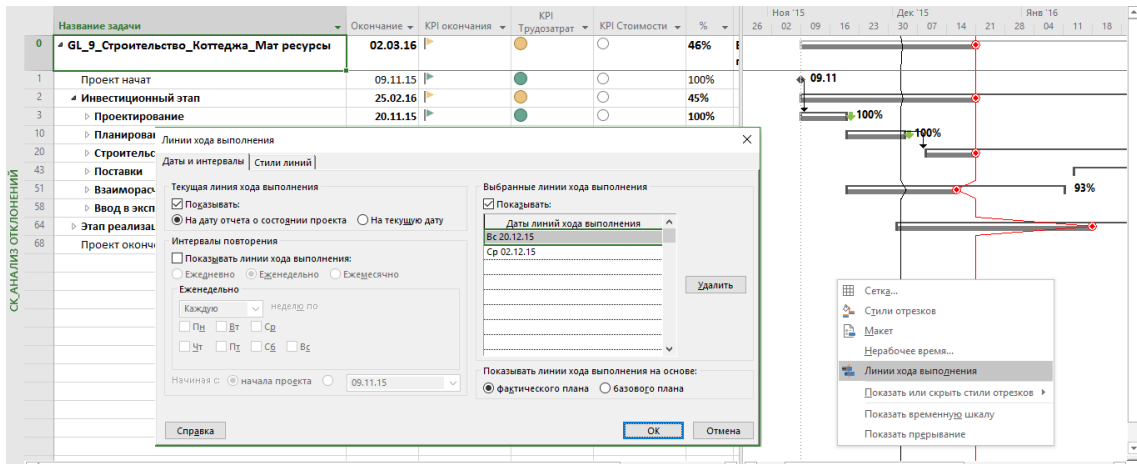 Ноя '15 Дек '15 Янв '16
Название задачи Окончание KPI окончания KPI Трудозатрат KPI Стоимости % 26 02 09 16 23 30 07 14 21 28 04 11 18
0 GL_9_Строительство_Коттеджа_Мат ресурсы 02.03.16 46%
1 Проект начат 09.11.15 100% 09.11
2 Инвестиционный этап 25.02.16 45%
3 Проектирование 20.11.15 100% 100%
10 Планирован 100%
20 Строительс
43 Поставки
51 Взаиморасч 93%
58 Ввод в эксп
64 Этап реализац
68 Проект оконч
СК_АНАЛИЗ ОТКЛОНЕНИЙ
Линии хода выполнения
Даты и интервалы Стили линий
Текущая линия хода выполнения
Показывать:
На дату отчета о состоянии проекта На текущую дату
Интервалы повторения
Показывать линии хода выполнения:
Ежедневно Еженедельно Ежемесячно
Еженедельно
Каждую неделю по
Пн Вт Ср
Чт Пт Сб Вс
Начиная с: начала проекта 09.11.15
Выбранные линии хода выполнения
Показывать:
Даты линий хода выполнения
Вс 20.12.15
Ср 02.12.15
Удалить
Показывать линии хода выполнения на основе:
фактического плана базового плана
Справка ОК Отмена
Сетка...
Стили отрезков
Макет
Нерабочее время...
Линии хода выполнения
Показать или скрыть стили отрезков
Показать временную шкалу
Показать прерывание